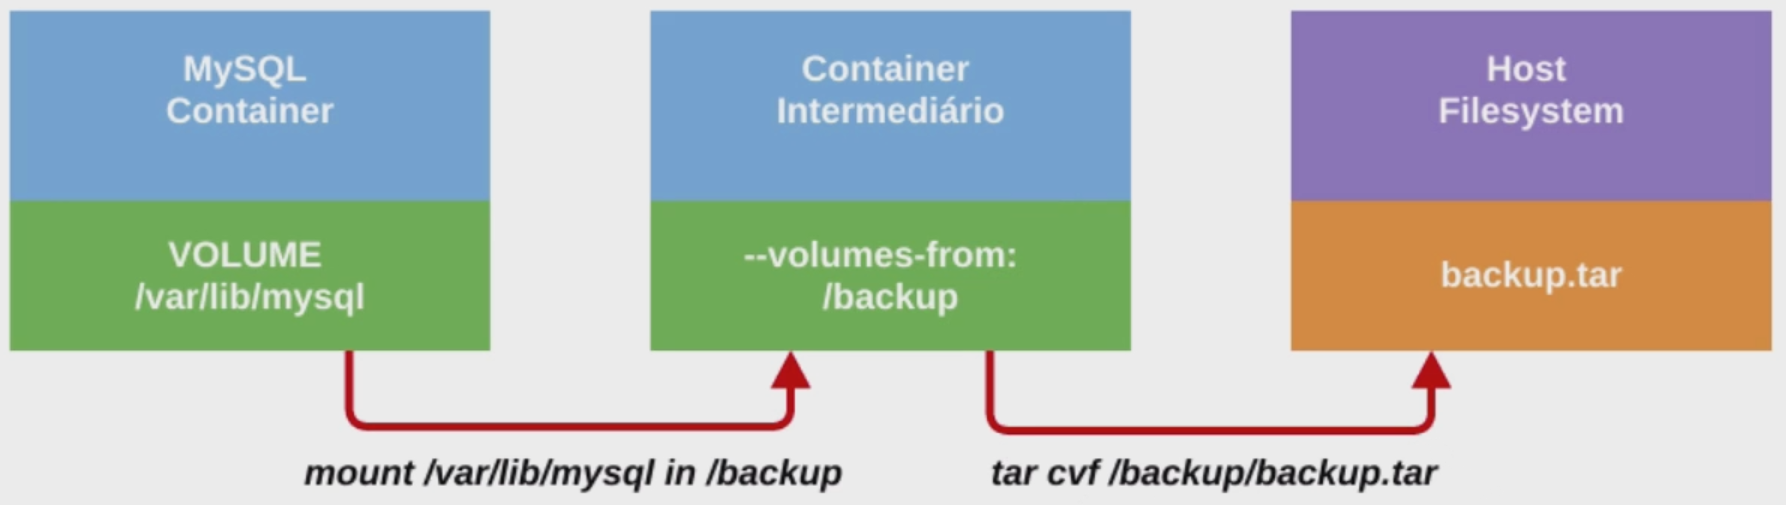 MySQL
Container
VOLUME
/var/lib/mysql
Container
Intermediário
--volumes-from:
/backup
Host
Filesystem
backup.tar
mount /var/lib/mysql in /backup
tar cvf /backup/backup.tar